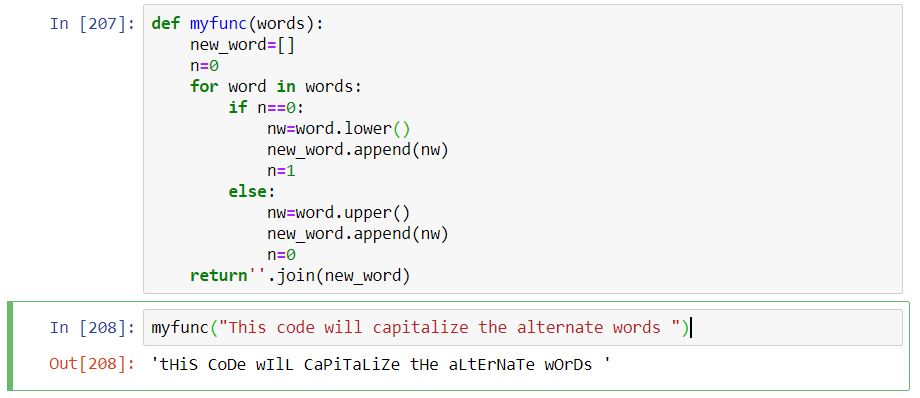 In [207]: def myfunc(words):
    new_word=[]
    n=0
    for word in words:
        if n==0:
            nw=word.lower()
            new_word.append(nw)
            n=1
        else:
            nw=word.upper()
            new_word.append(nw)
            n=0
    return''.join(new_word)
In [208]: myfunc("This code will capitalize the alternate words ")
Out[208]: 'tHiS CoDe wIlL CaPiTaLiZe tHe aLtErNaTe wOrDs '